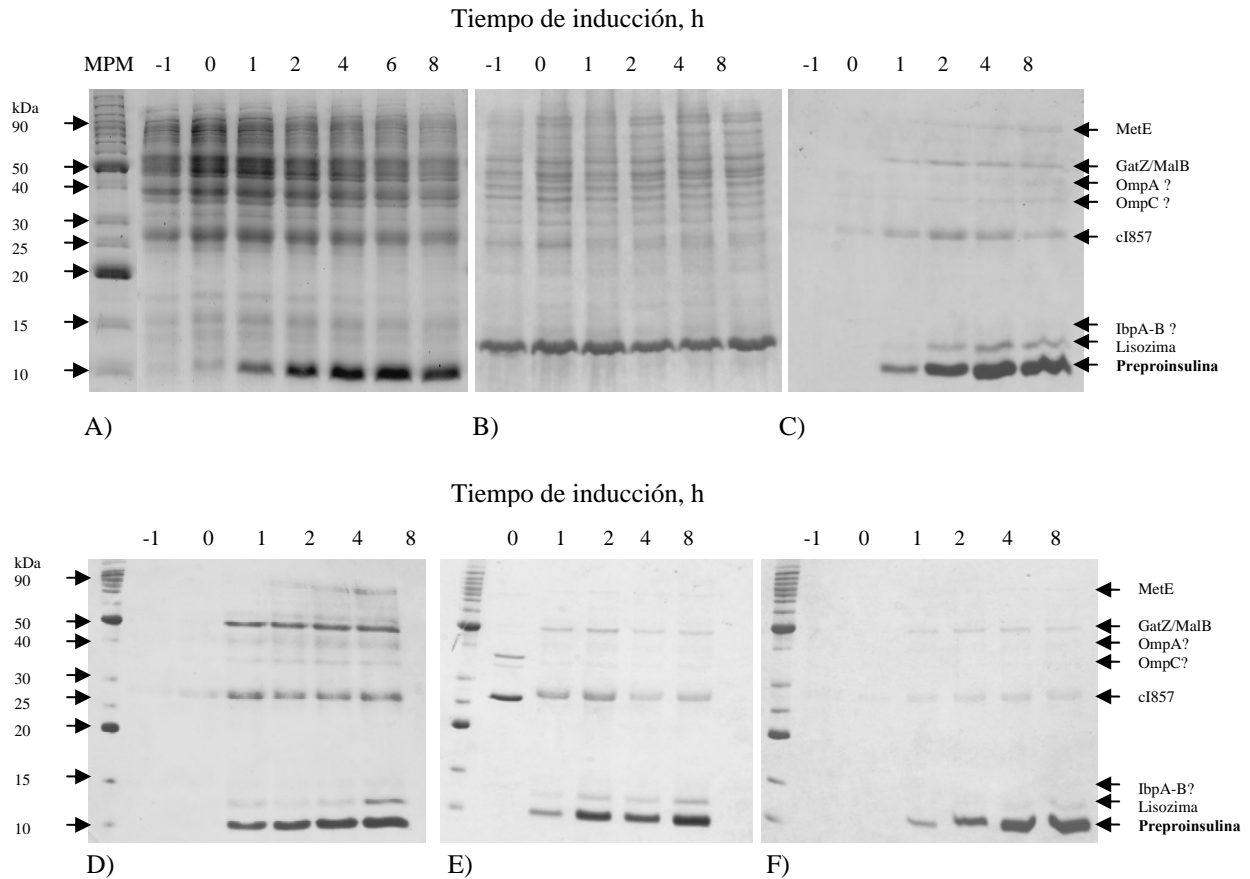 Tiempo de inducción, h
MPM -1 0 1 2 4 6 8
-1 0 1 2 4 8
-1 0 1 2 4 8
kDa
90
50
40
30
25
20
15
10
MetE
GatZ/MalB
OmpA ?
OmpC ?
cI857
IbpA-B ?
Lisozima
Preproinsulina
A)
B)
C)
Tiempo de inducción, h
-1 0 1 2 4 8
0 1 2 4 8
-1 0 1 2 4 8
kDa
90
50
40
30
25
20
15
10
MetE
GatZ/MalB
OmpA?
OmpC?
cI857
IbpA-B?
Lisozima
Preproinsulina
D)
E)
F)